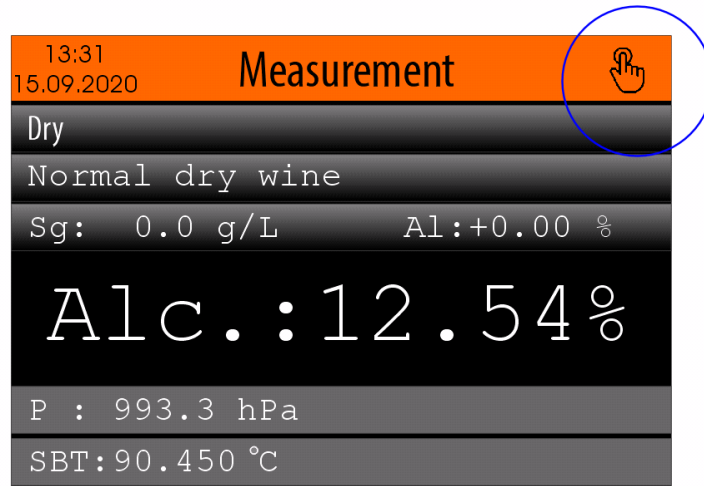 13:31
15.09.2020
Measurement
Dry
Normal dry wine
Sg: 0.0 g/L Al:+0.00 %
Alc.:12.54%
P : 993.3 hPa
SBT:90.450 °C